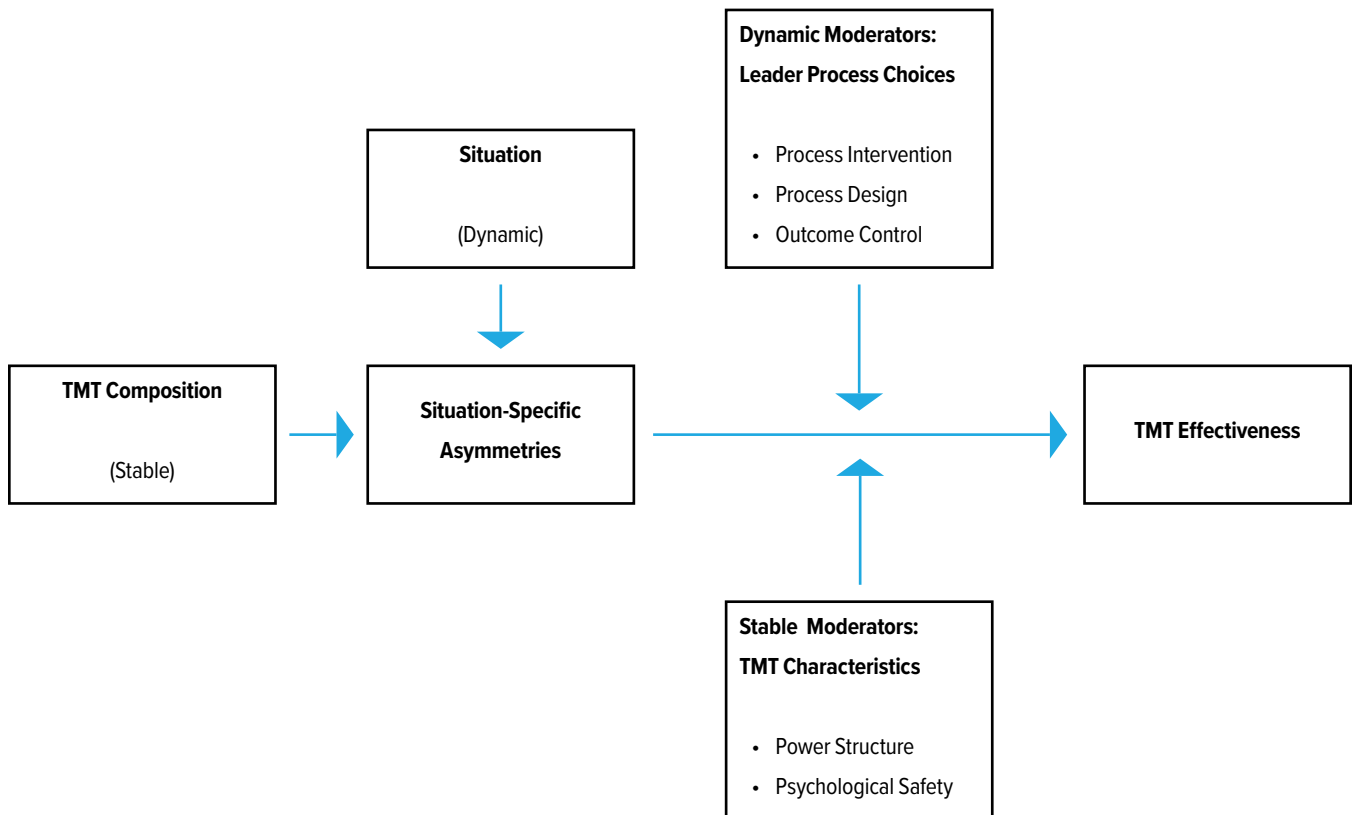 Dynamic Moderators:
Leader Process Choices
• Process Intervention
• Process Design
• Outcome Control
Situation
(Dynamic)
TMT Composition
(Stable)
Situation-Specific
Asymmetries
TMT Effectiveness
Stable Moderators:
TMT Characteristics
• Power Structure
• Psychological Safety